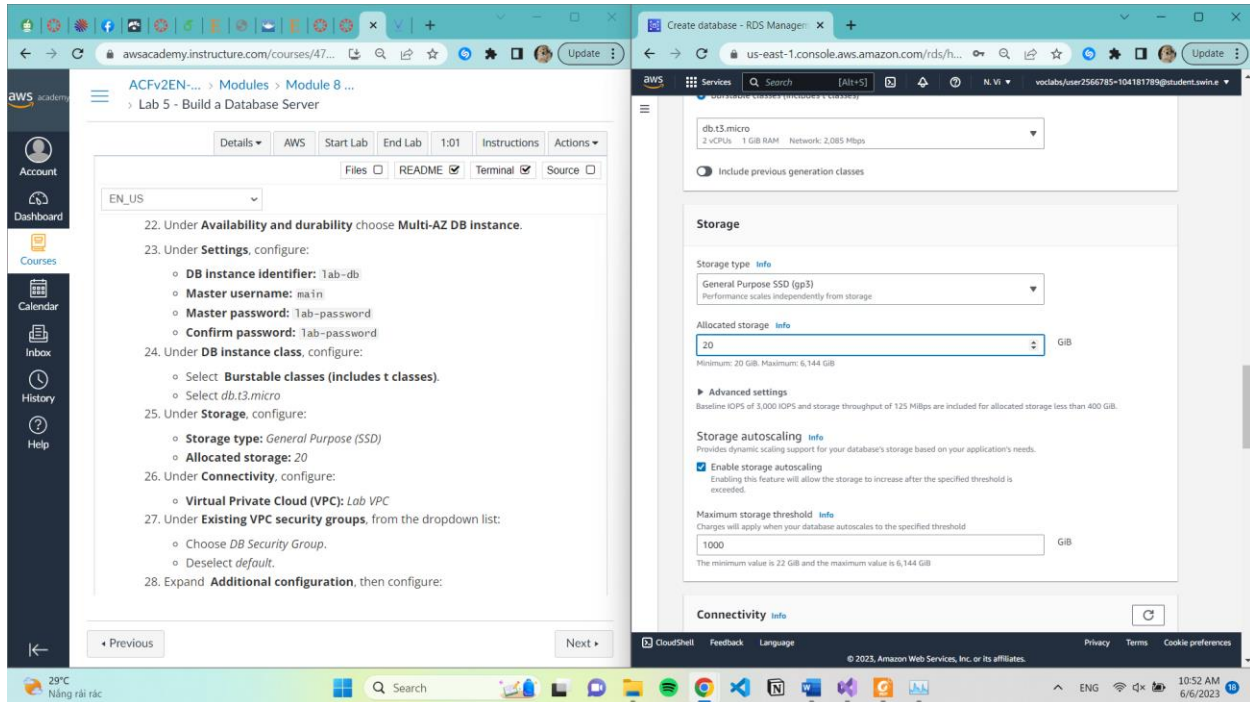 Update
awsacademy.instructure.com/courses/47...
aws academy
Account
Dashboard
Courses
Calendar
Inbox
History
Help
ACFv2EN-... > Modules > Module 8 ...
> Lab 5 - Build a Database Server
Details AWS Start Lab End Lab 1:01 Instructions Actions
Files README Terminal Source
EN_US
22. Under Availability and durability choose Multi-AZ DB instance.
23. Under Settings, configure:
DB instance identifier: lab-db
Master username: main
Master password: lab-password
Confirm password: lab-password
24. Under DB instance class, configure:
Select Burstable classes (includes t classes).
Select db.t3.micro
25. Under Storage, configure:
Storage type: General Purpose (SSD)
Allocated storage: 20
26. Under Connectivity, configure:
Virtual Private Cloud (VPC): Lab VPC
27. Under Existing VPC security groups, from the dropdown list:
Choose DB Security Group.
Deselect default.
28. Expand Additional configuration, then configure:
Previous
Next
Create database - RDS Managem
us-east-1.console.aws.amazon.com/rds/h...
Update
aws Services Search [Alt+S] N. Vi voclabs/user2566785=104181789@student.swin.e
Burstable classes (includes t classes)
db.t3.micro
2 vCPUs 1 GiB RAM Network: 2,085 Mbps
Include previous generation classes
Storage
Storage type Info
General Purpose SSD (gp3)
Performance scales independently from storage
Allocated storage Info
20 GiB
Minimum: 20 GiB. Maximum: 6,144 GiB
Advanced settings
Baseline IOPS of 3,000 IOPS and storage throughput of 125 MiBps are included for allocated storage less than 400 GiB.
Storage autoscaling Info
Provides dynamic scaling support for your database's storage based on your application's needs.
Enable storage autoscaling
Enabling this feature will allow the storage to increase after the specified threshold is
exceeded.
Maximum storage threshold Info
Charges will apply when your database autoscales to the specified threshold
1000 GiB
The minimum value is 22 GiB and the maximum value is 6,144 GiB
Connectivity Info
CloudShell Feedback Language Privacy Terms Cookie preferences
© 2023, Amazon Web Services, Inc. or its affiliates.
29°C
Nắng rải rác
Search
ENG
10:52 AM
6/6/2023
18